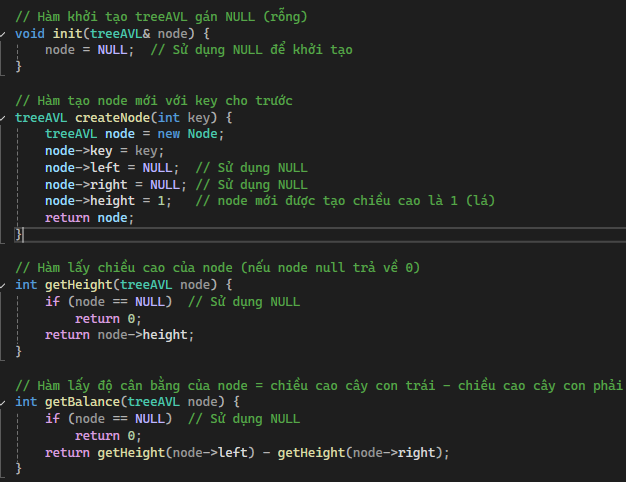 // Hàm khởi tạo treeAVL gán NULL (rỗng)
void init(treeAVL& node) {
    node = NULL;  // Sử dụng NULL để khởi tạo
}
// Hàm tạo node mới với key cho trước
treeAVL createNode(int key) {
    treeAVL node = new Node;
    node->key = key;
    node->left = NULL;  // Sử dụng NULL
    node->right = NULL; // Sử dụng NULL
    node->height = 1;   // node mới được tạo chiều cao là 1 (lá)
    return node;
}
// Hàm lấy chiều cao của node (nếu node null trả về 0)
int getHeight(treeAVL node) {
    if (node == NULL)  // Sử dụng NULL
        return 0;
    return node->height;
}
// Hàm lấy độ cân bằng của node = chiều cao cây con trái - chiều cao cây con phải
int getBalance(treeAVL node) {
    if (node == NULL)  // Sử dụng NULL
        return 0;
    return getHeight(node->left) - getHeight(node->right);
}